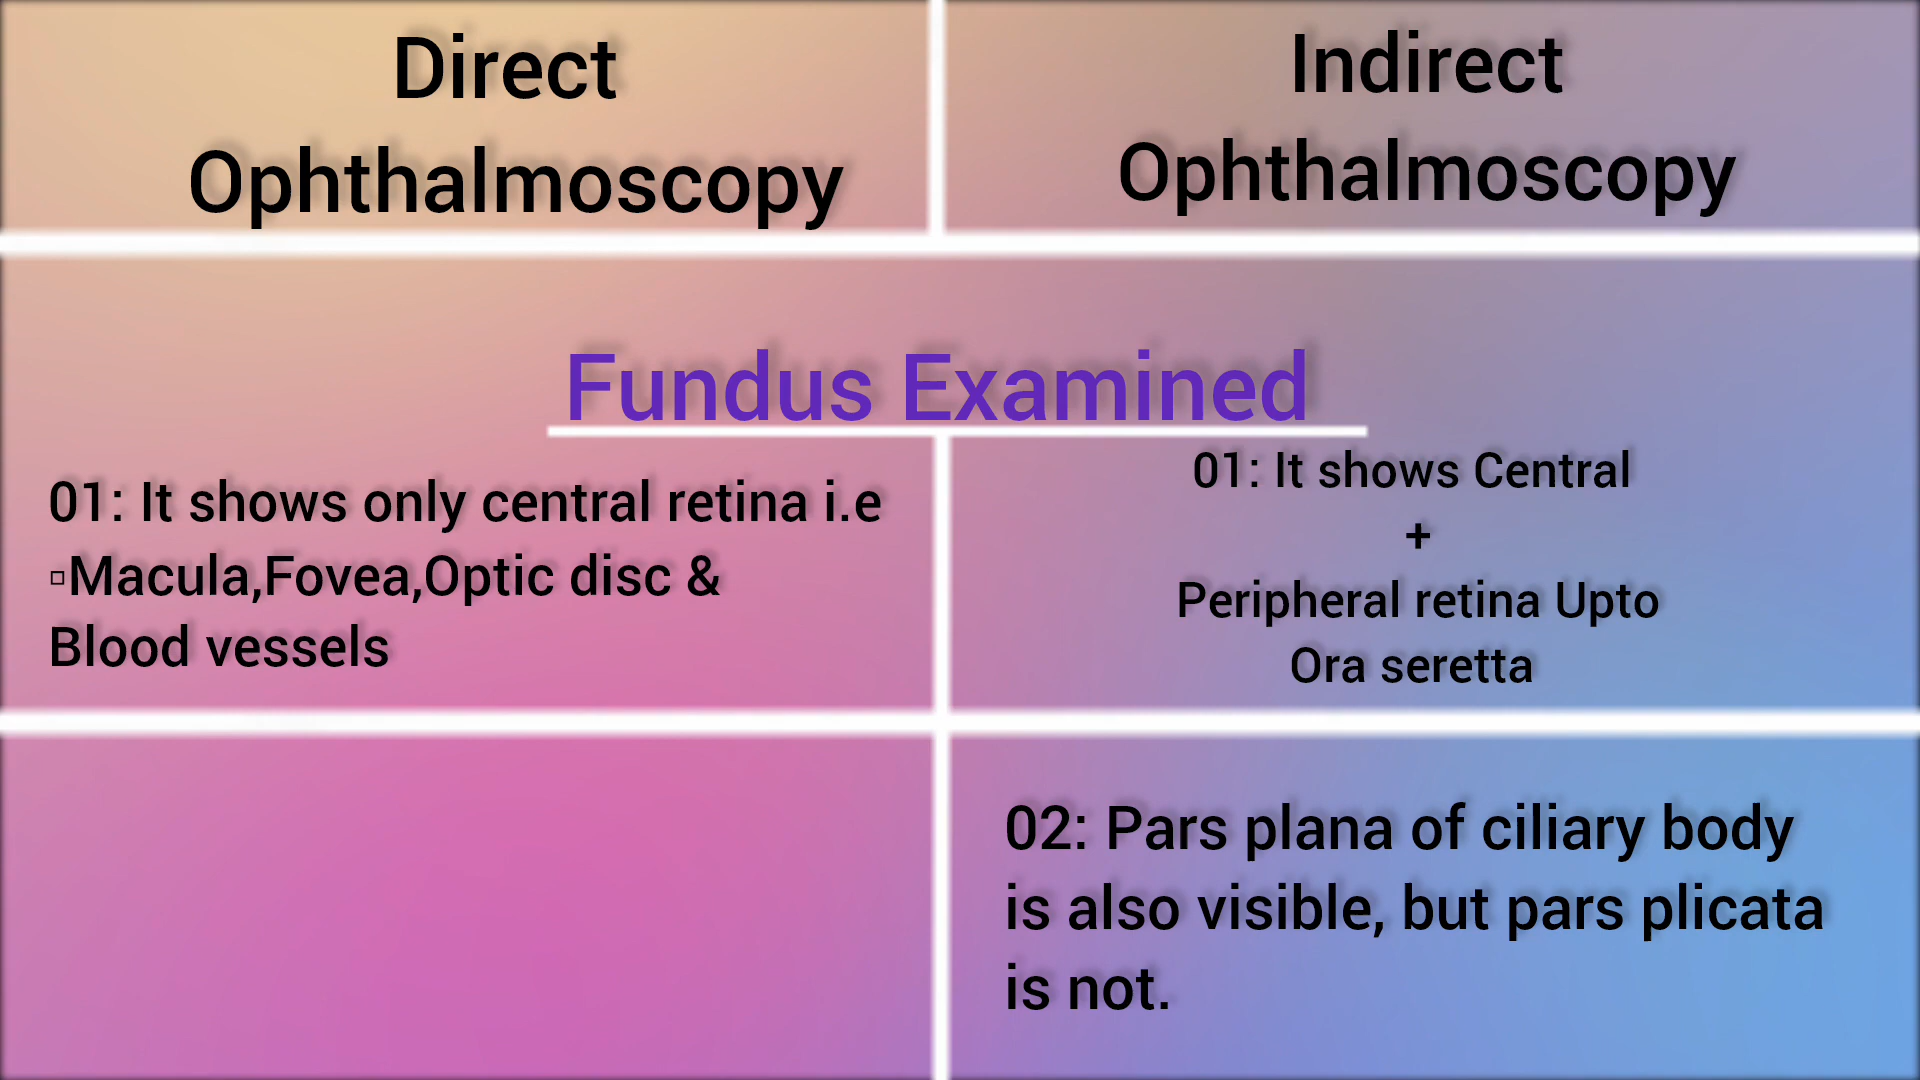 Direct
Ophthalmoscopy
Indirect
Ophthalmoscopy
Fundus Examined
01: It shows only central retina i.e
▫Macula,Fovea,Optic disc &
Blood vessels
01: It shows Central
+
Peripheral retina Upto
Ora seretta
02: Pars plana of ciliary body
is also visible, but pars plicata
is not.